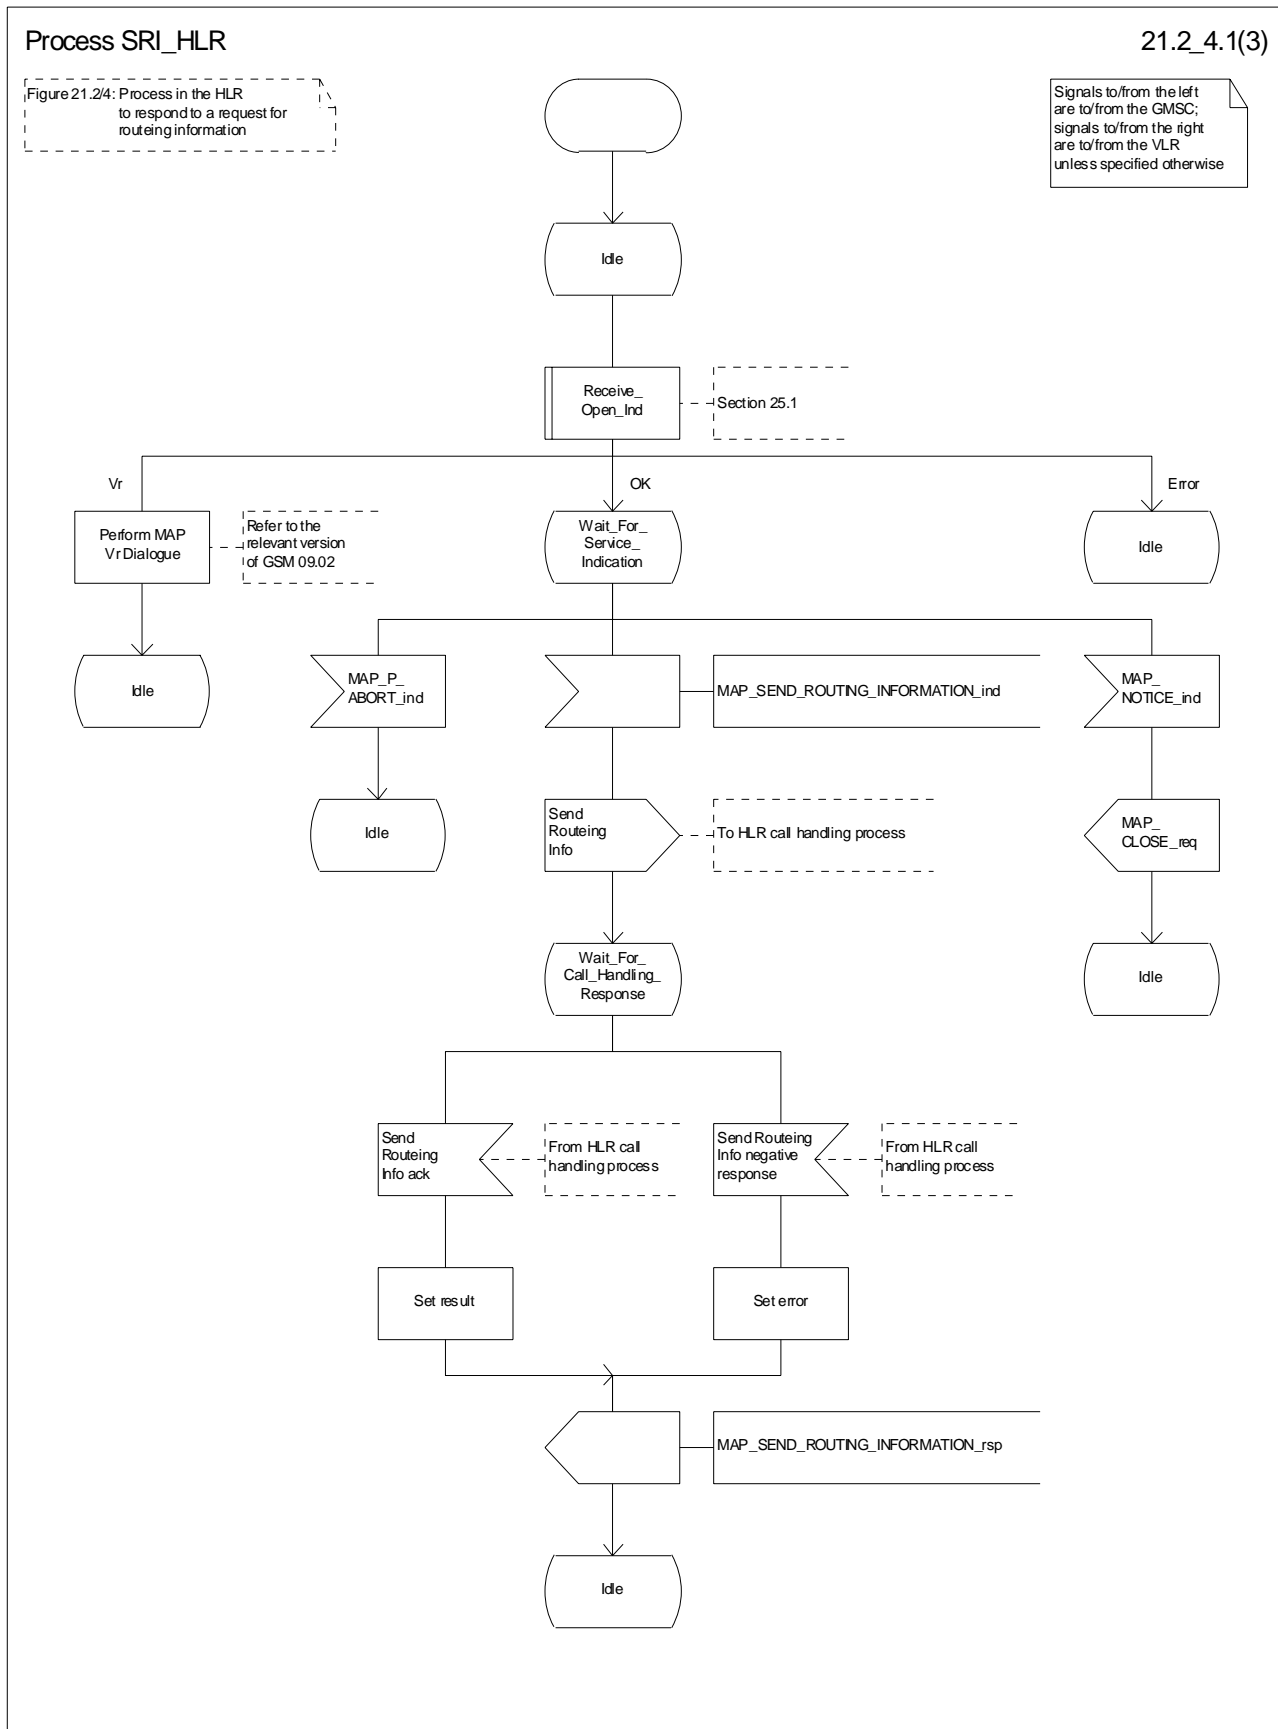 Process SRI_HLR
21.2_4.1(3)
Figure 21.2/4: Process in the HLR
to respond to a request for
routeing information
Signals to/from the left
are to/from the GMSC;
signals to/from the right
are to/from the VLR
unless specified otherwise
Idle
Receive_
Open_Ind
Section 25.1
Vr
OK
Error
Perform MAP
Vr Dialogue
Refer to the
relevant version
of GSM 09.02
Wait_For_
Service_
Indication
Idle
Idle
MAP_P_
ABORT_ind
MAP_SEND_ROUTING_INFORMATION_ind
MAP_
NOTICE_ind
Idle
Send
Routeing
Info
To HLR call handling process
MAP_
CLOSE_req
Wait_For_
Call_Handling_
Response
Idle
Send
Routeing
Info ack
From HLR call
handling process
Send Routeing
Info negative
response
From HLR call
handling process
Set result
Set error
MAP_SEND_ROUTING_INFORMATION_rsp
Idle